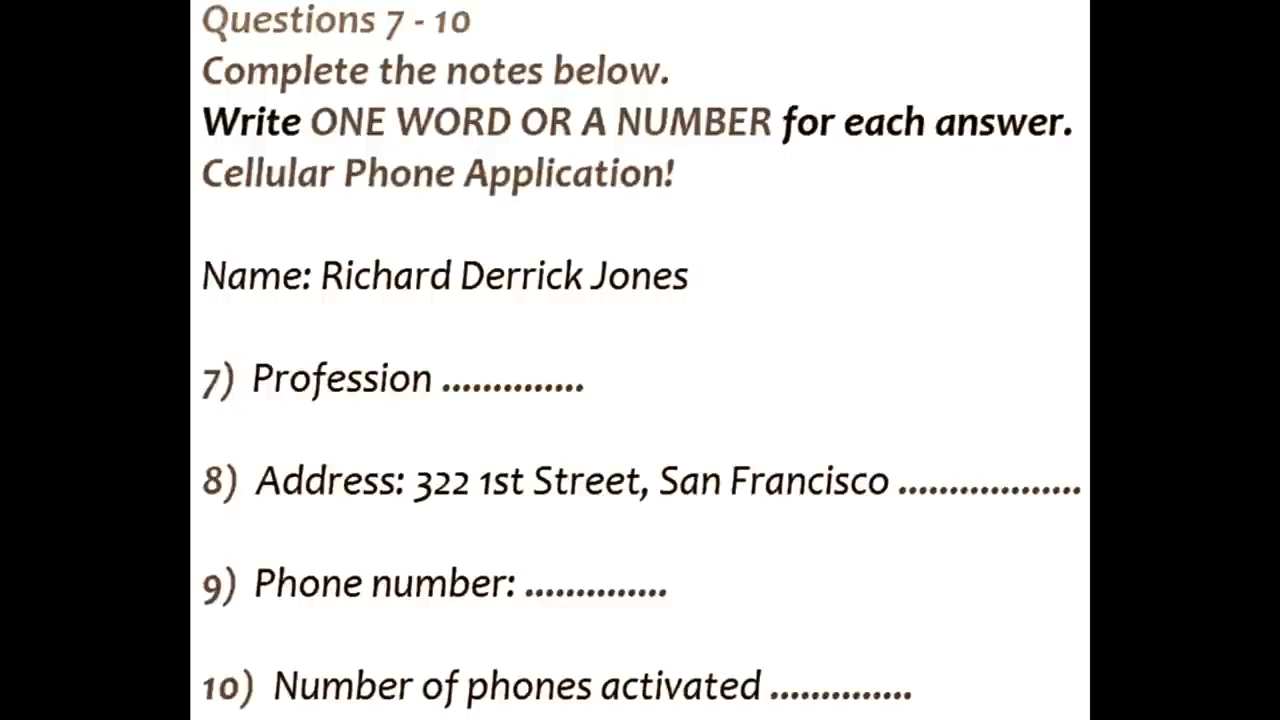 Questions 7 - 10
Complete the notes below.
Write ONE WORD OR A NUMBER for each answer.
Cellular Phone Application!
Name: Richard Derrick Jones
7) Profession ..............
8) Address: 322 1st Street, San Francisco ..................
9) Phone number: ..............
10) Number of phones activated ..............